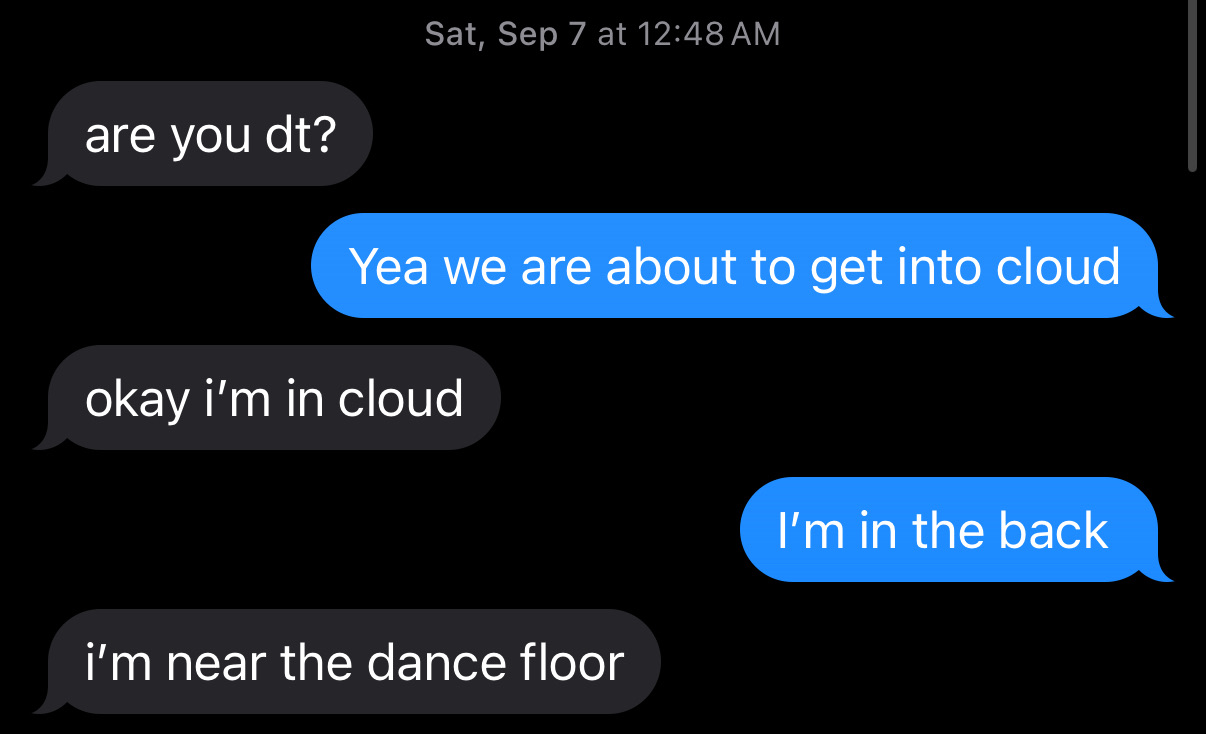 Sat, Sep 7 at 12:48 AM
are you dt?
Yea we are about to get into cloud
okay i’m in cloud
I’m in the back
i’m near the dance floor